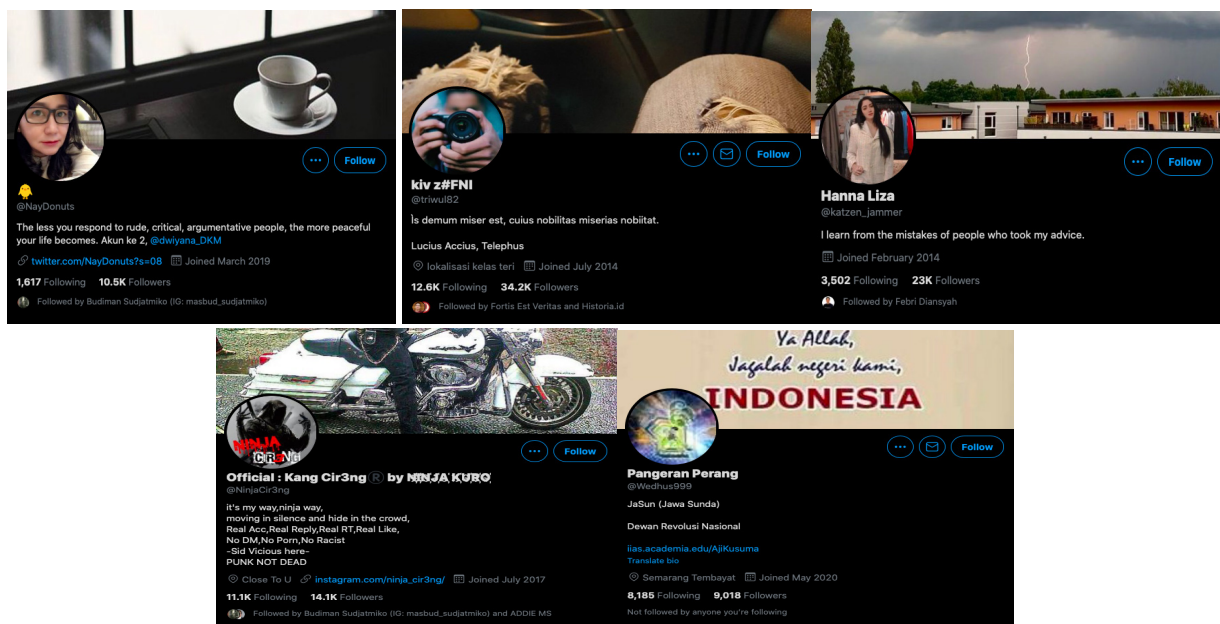 Follow
@NayDonuts
The less you respond to rude, critical, argumentative people, the more peaceful
your life becomes. Akun ke 2, @dwiyana_DKM
twitter.com/NayDonuts?s=08 Joined March 2019
1,617 Following 10.5K Followers
Followed by Budiman Sudjatmiko (IG: masbud_sudjatmiko)
Follow
kiv z#FNI
@triwul82
Is demum miser est, cuius nobilitas miserias nobiitat.
Lucius Accius, Telephus
lokalisasi kelas teri Joined July 2014
12.6K Following 34.2K Followers
Followed by Fortis Est Veritas and Historia.id
Follow
Hanna Liza
@katzen_jammer
I learn from the mistakes of people who took my advice.
Joined February 2014
3,502 Following 23K Followers
Followed by Febri Diansyah
NINJA
CIR3NG
Follow
Official : Kang Cir3ng Ⓡ by NINJA KURO
@NinjaCir3ng
it's my way,ninja way,
moving in silence and hide in the crowd,
Real Acc,Real Reply,Real RT,Real Like,
No DM,No Porn,No Racist
-Sid Vicious here-
PUNK NOT DEAD
Close To U instagram.com/ninja_cir3ng/ Joined July 2017
11.1K Following 14.1K Followers
Followed by Budiman Sudjatmiko (IG: masbud_sudjatmiko) and ADDIE MS
Ya Allah,
Jagalah negeri kami,
INDONESIA
Follow
Pangeran Perang
@Wedhus999
JaSun (Jawa Sunda)
Dewan Revolusi Nasional
iias.academia.edu/AjiKusuma
Translate bio
Semarang Tembayat Joined May 2020
8,185 Following 9,018 Followers
Not followed by anyone you're following